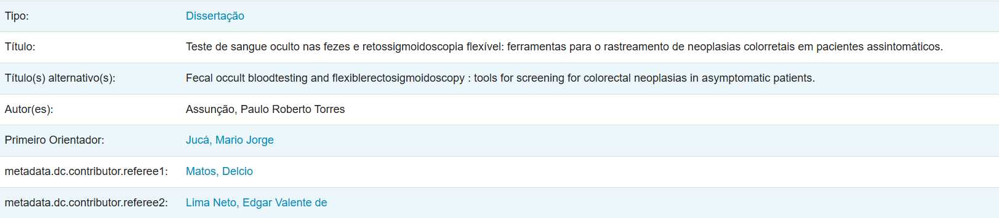 Tipo: Dissertação
Título: Teste de sangue oculto nas fezes e retossigmoidoscopia flexível: ferramentas para o rastreamento de neoplasias colorretais em pacientes assintomáticos.
Título(s) alternativo(s): Fecal occult bloodtesting and flexiblerectosigmoidoscopy : tools for screening for colorectal neoplasias in asymptomatic patients.
Autor(es): Assunção, Paulo Roberto Torres
Primeiro Orientador: Jucá, Mario Jorge
metadata.dc.contributor.referee1: Matos, Delcio
metadata.dc.contributor.referee2: Lima Neto, Edgar Valente de